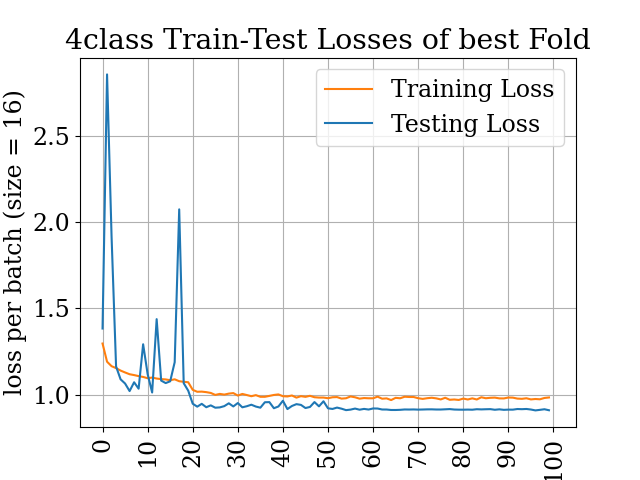 4class Train-Test Losses of best Fold
Training Loss
Testing Loss
loss per batch (size = 16)
2.5
2.0
1.5
1.0
0 10 20 30 40 50 60 70 80 90 100